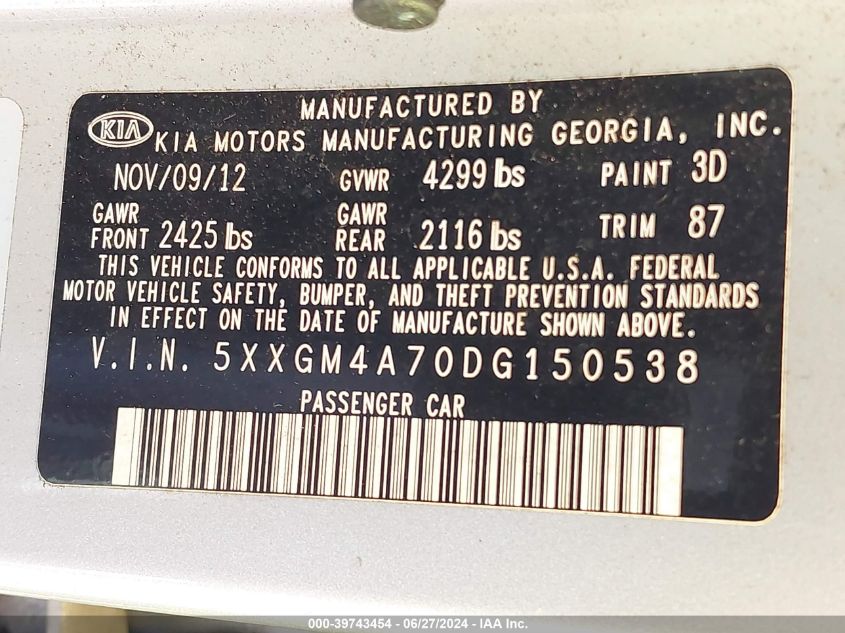 MANUFACTURED BY
KIA KIA MOTORS MANUFACTURING GEORGIA, INC.
NOV/09/12 GVWR 4299 lbs PAINT 3D
GAWR FRONT 2425 lbs GAWR REAR 2116 lbs TRIM 87
THIS VEHICLE CONFORMS TO ALL APPLICABLE U.S.A. FEDERAL
MOTOR VEHICLE SAFETY, BUMPER, AND THEFT PREVENTION STANDARDS
IN EFFECT ON THE DATE OF MANUFACTURE SHOWN ABOVE.
V.I.N. 5XXGM4A70DG150538
PASSENGER CAR
000-39743454 - 06/27/2024 - IAA Inc.